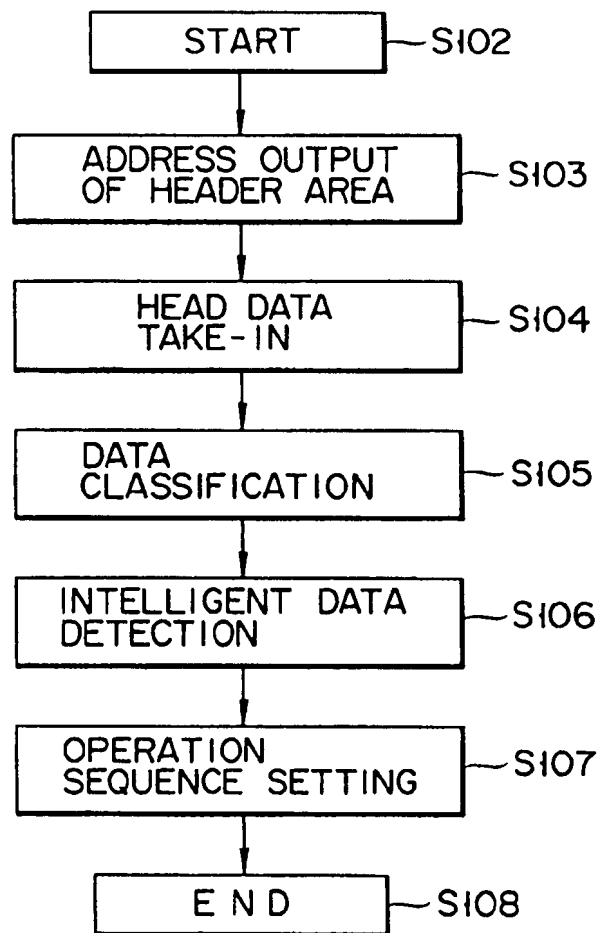 START
S102
ADDRESS OUTPUT
OF HEADER AREA
S103
HEAD DATA
TAKE-IN
S104
DATA
CLASSIFICATION
S105
INTELLIGENT DATA
DETECTION
S106
OPERATION
SEQUENCE SETTING
S107
END
S108